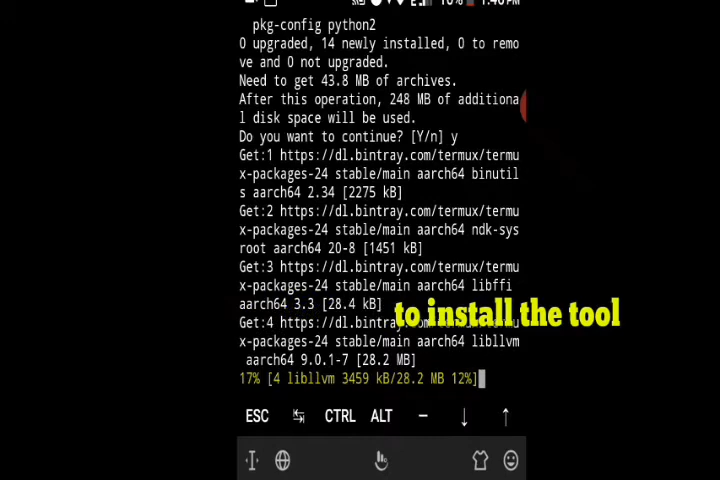 pkg-config python2
0 upgraded, 14 newly installed, 0 to remo
ve and 0 not upgraded.
Need to get 43.8 MB of archives.
After this operation, 248 MB of additiona
l disk space will be used.
Do you want to continue? [Y/n] y
Get:1 https://dl.bintray.com/termux/termu
x-packages-24 stable/main aarch64 binutil
s aarch64 2.34 [2275 kB]
Get:2 https://dl.bintray.com/termux/termu
x-packages-24 stable/main aarch64 ndk-sys
root aarch64 20-8 [1451 kB]
Get:3 https://dl.bintray.com/termux/termu
x-packages-24 stable/main aarch64 libffi
aarch64 3.3 [28.4 kB]
to install the tool
Get:4 https://dl.bintray
x-packages-24 stable/main aarch64 libllvm
aarch64 9.0.1-7 [28.2 MB]
17% [4 libllvm 3459 kB/28.2 MB 12%]
ESC CTRL ALT – ↓ ↑